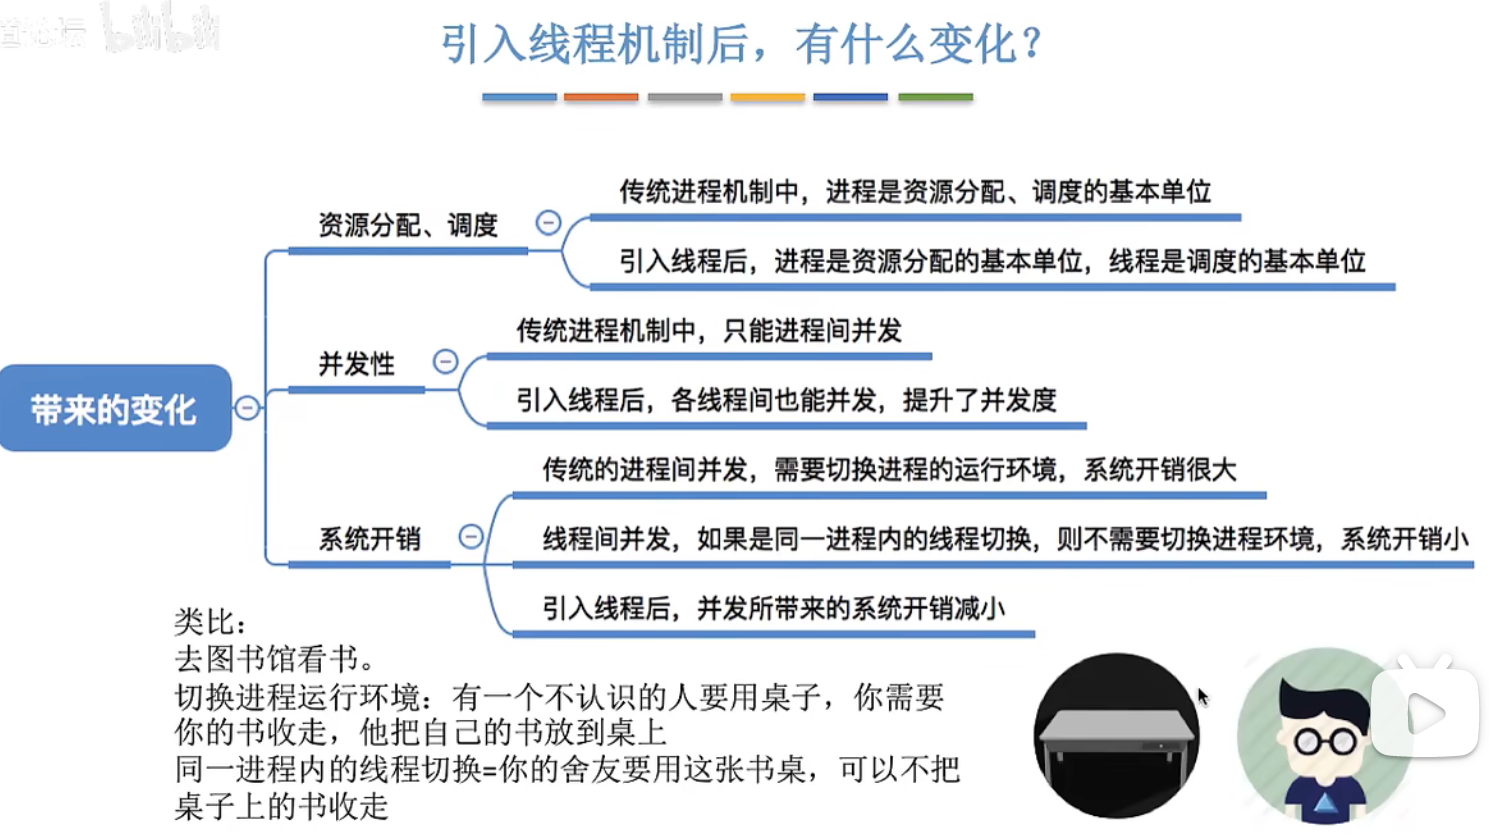 bilibili
引入线程机制后，有什么变化？
传统进程机制中，进程是资源分配、调度的基本单位
资源分配、调度
引入线程后，进程是资源分配的基本单位，线程是调度的基本单位
传统进程机制中，只能进程间并发
并发性
带来的变化
引入线程后，各线程间也能并发，提升了并发度
传统的进程间并发，需要切换进程的运行环境，系统开销很大
系统开销
线程间并发，如果是同一进程内的线程切换，则不需要切换进程环境，系统开销小
引入线程后，并发所带来的系统开销减小
类比：
去图书馆看书。
切换进程运行环境：有一个不认识的人要用桌子，你需要
你的书收走，他把自己的书放到桌上
同一进程内的线程切换=你的舍友要用这张书桌，可以不把
桌子上的书收走